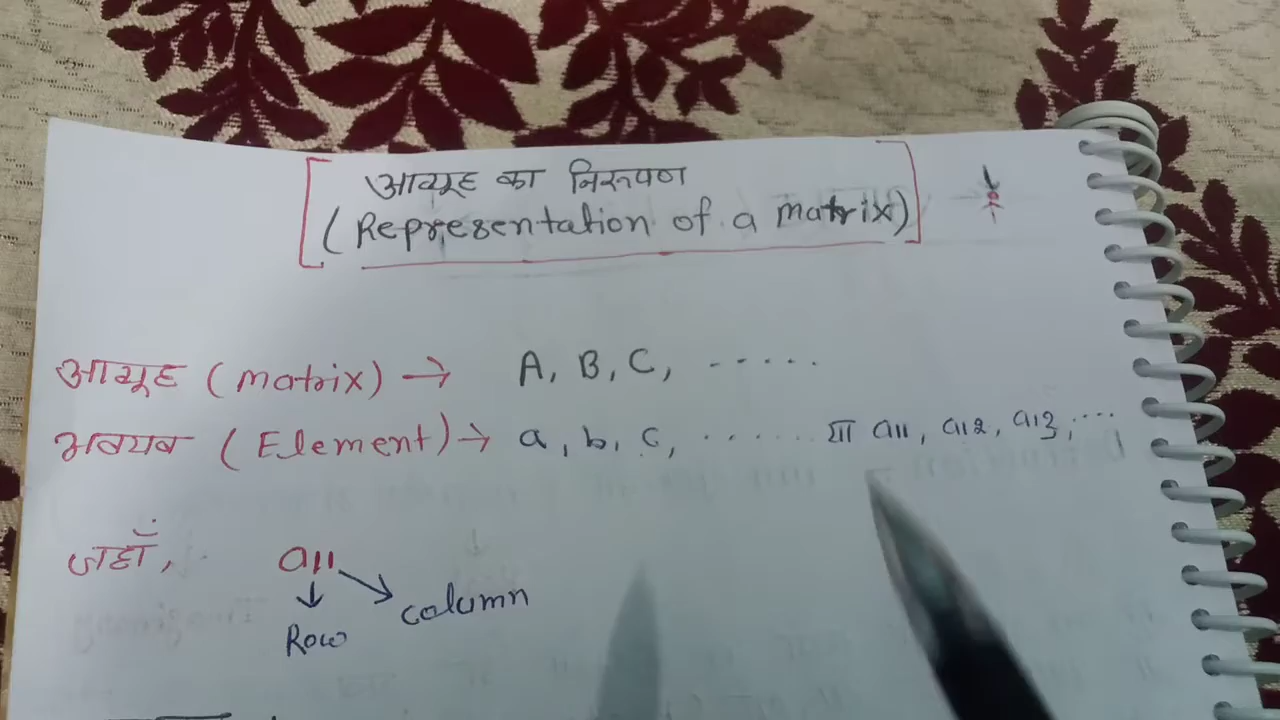 आव्यूह का निरूपण
(Representation of a matrix)
आव्यूह (matrix) → A, B, C, ......
अवयव (Element) → a, b, c, ....... या a11, a12, a13, ....
जहाँ, a11
↓ ↘ column
Row